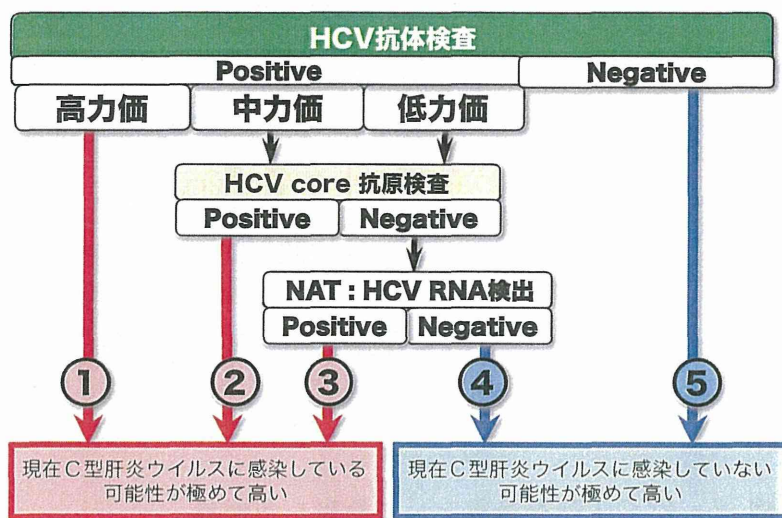 HCV抗体検査
Positive
Negative
高力価
中力価
低力価
HCV core 抗原検査
Positive
Negative
NAT : HCV RNA検出
Positive
Negative
1
2
3
4
5
現在C型肝炎ウイルスに感染している
可能性が極めて高い
現在C型肝炎ウイルスに感染していない
可能性が極めて高い